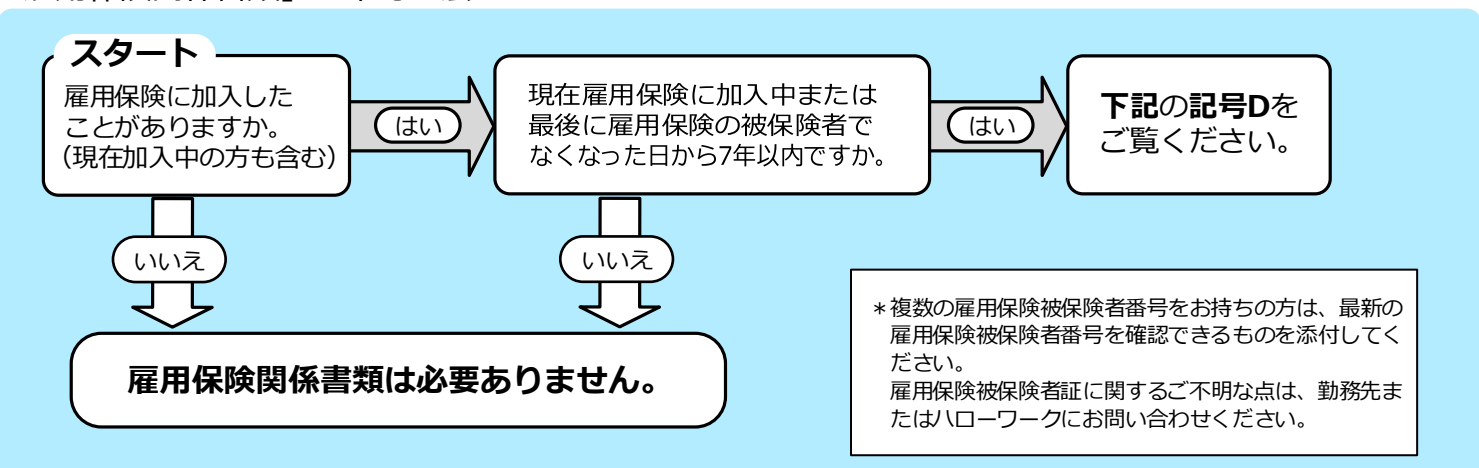 スタート
雇用保険に加入した
ことがありますか。
（現在加入中の方も含む）
はい
現在雇用保険に加入中または
最後に雇用保険の被保険者で
なくなった日から7年以内ですか。
はい
下記の記号Dを
ご覧ください。
いいえ
いいえ
雇用保険関係書類は必要ありません。
＊複数の雇用保険被保険者番号をお持ちの方は、最新の
雇用保険被保険者番号を確認できるものを添付してく
ださい。
雇用保険被保険者証に関するご不明な点は、勤務先ま
たはハローワークにお問い合わせください。